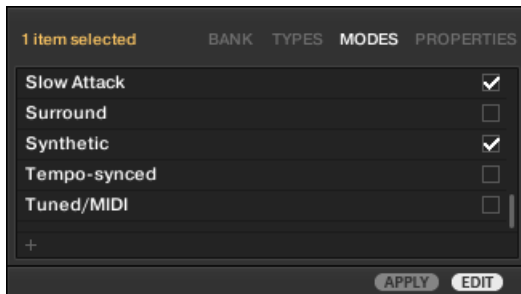 1 item selected BANK TYPES MODES PROPERTIES
Slow Attack
Surround
Synthetic
Tempo-synced
Tuned/MIDI
+
APPLY EDIT